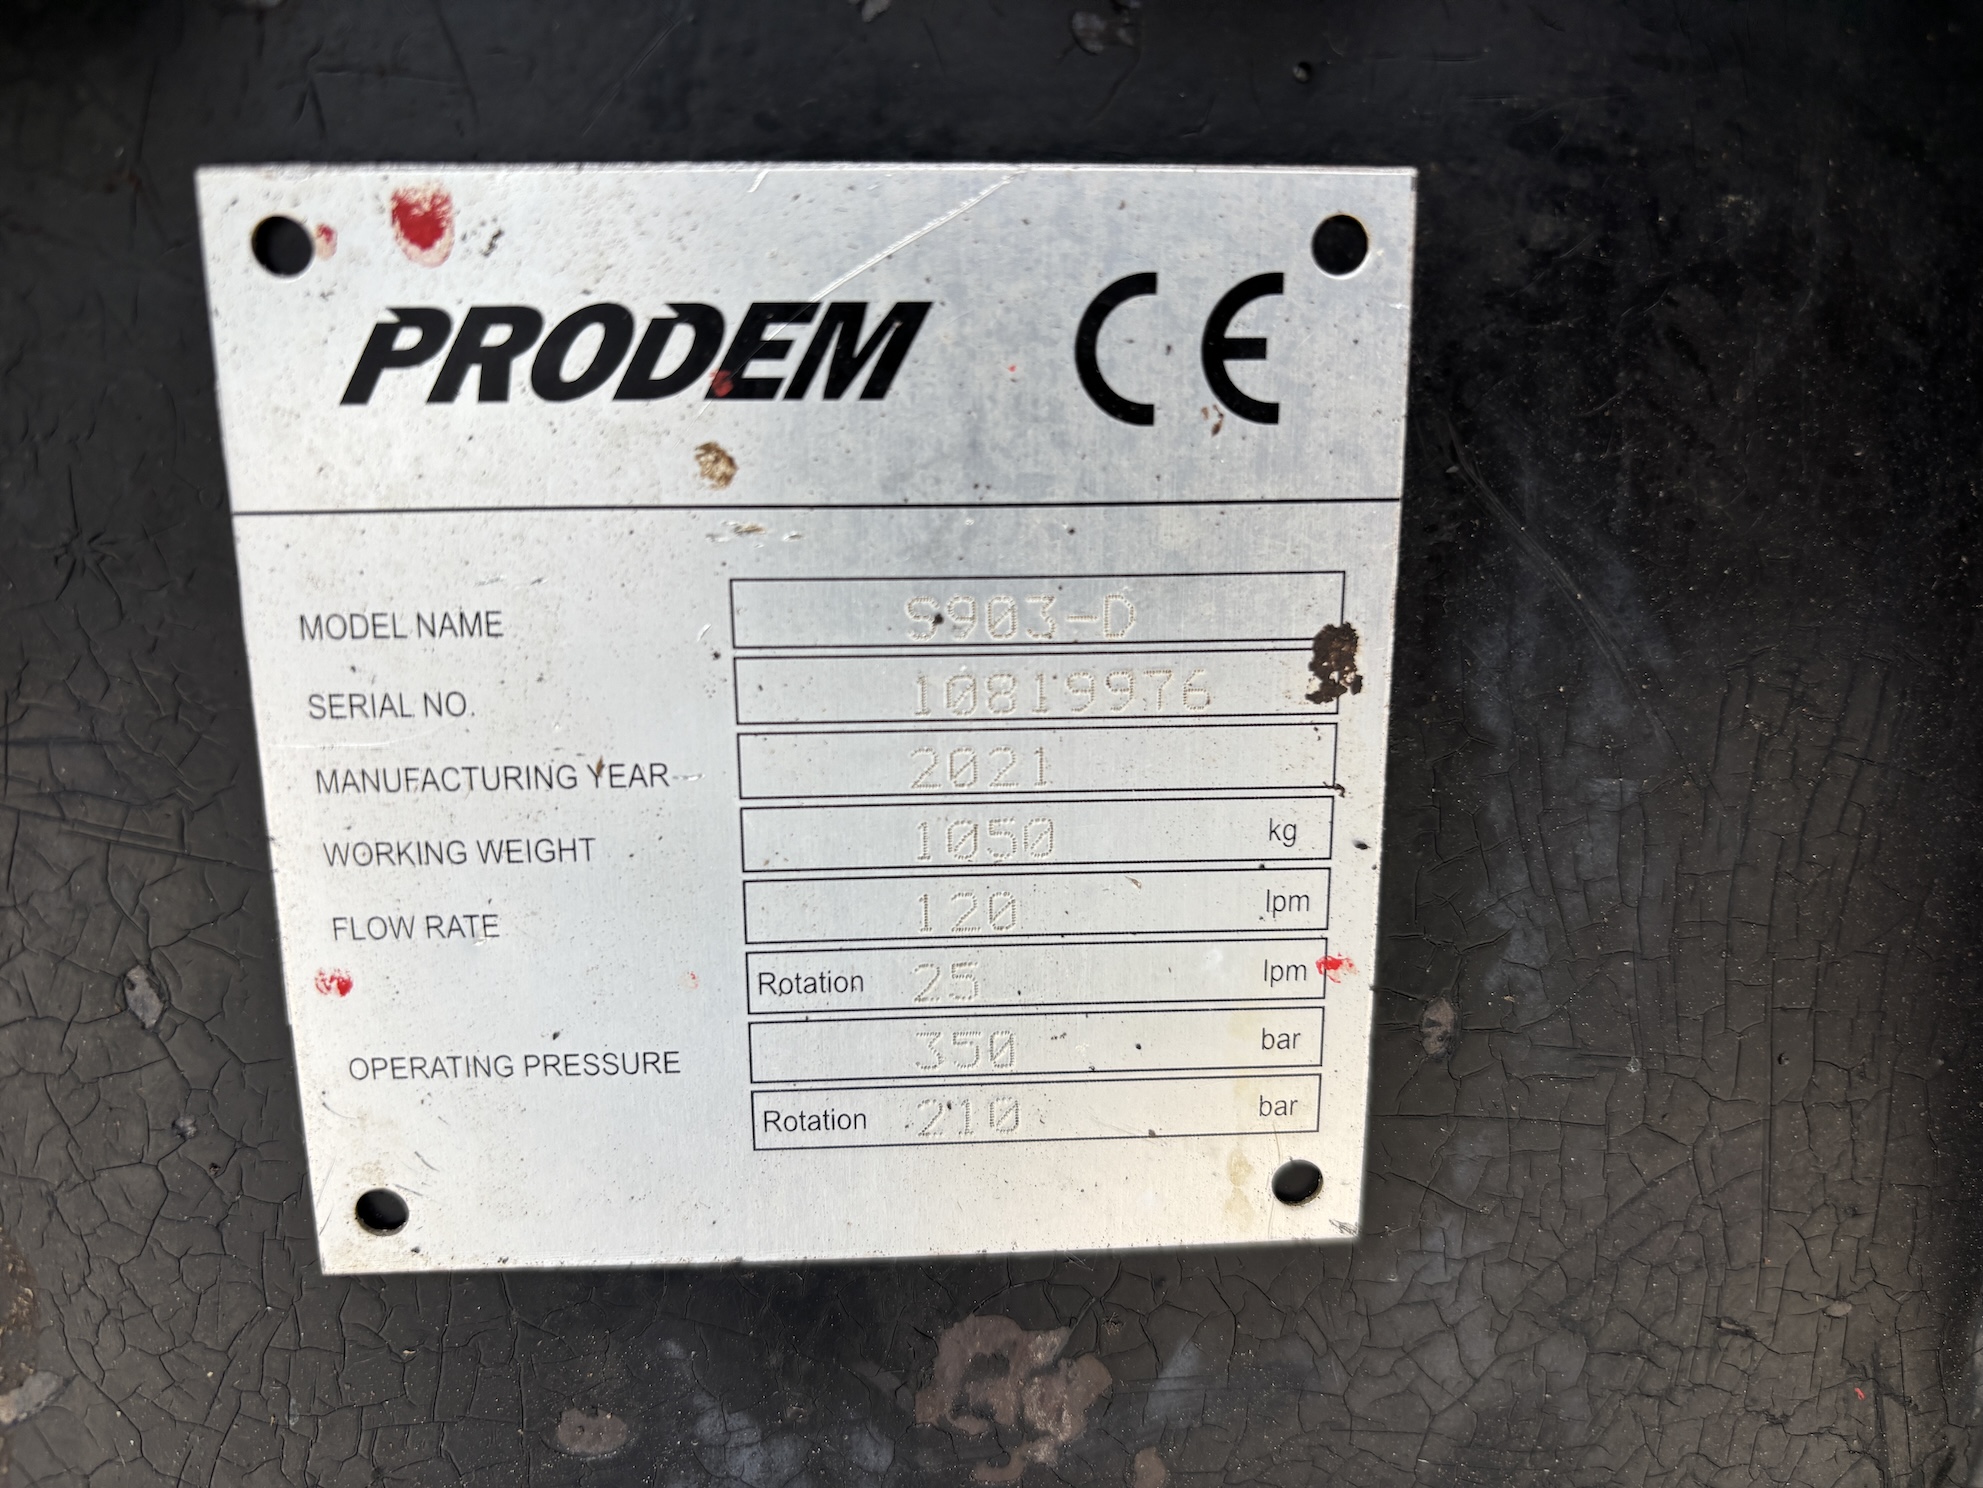 PRODEM CE
MODEL NAME S903-D
SERIAL NO. 10819976
MANUFACTURING YEAR 2021
WORKING WEIGHT 1050 kg
FLOW RATE 120 lpm
Rotation 25 lpm
OPERATING PRESSURE 350 bar
Rotation 210 bar